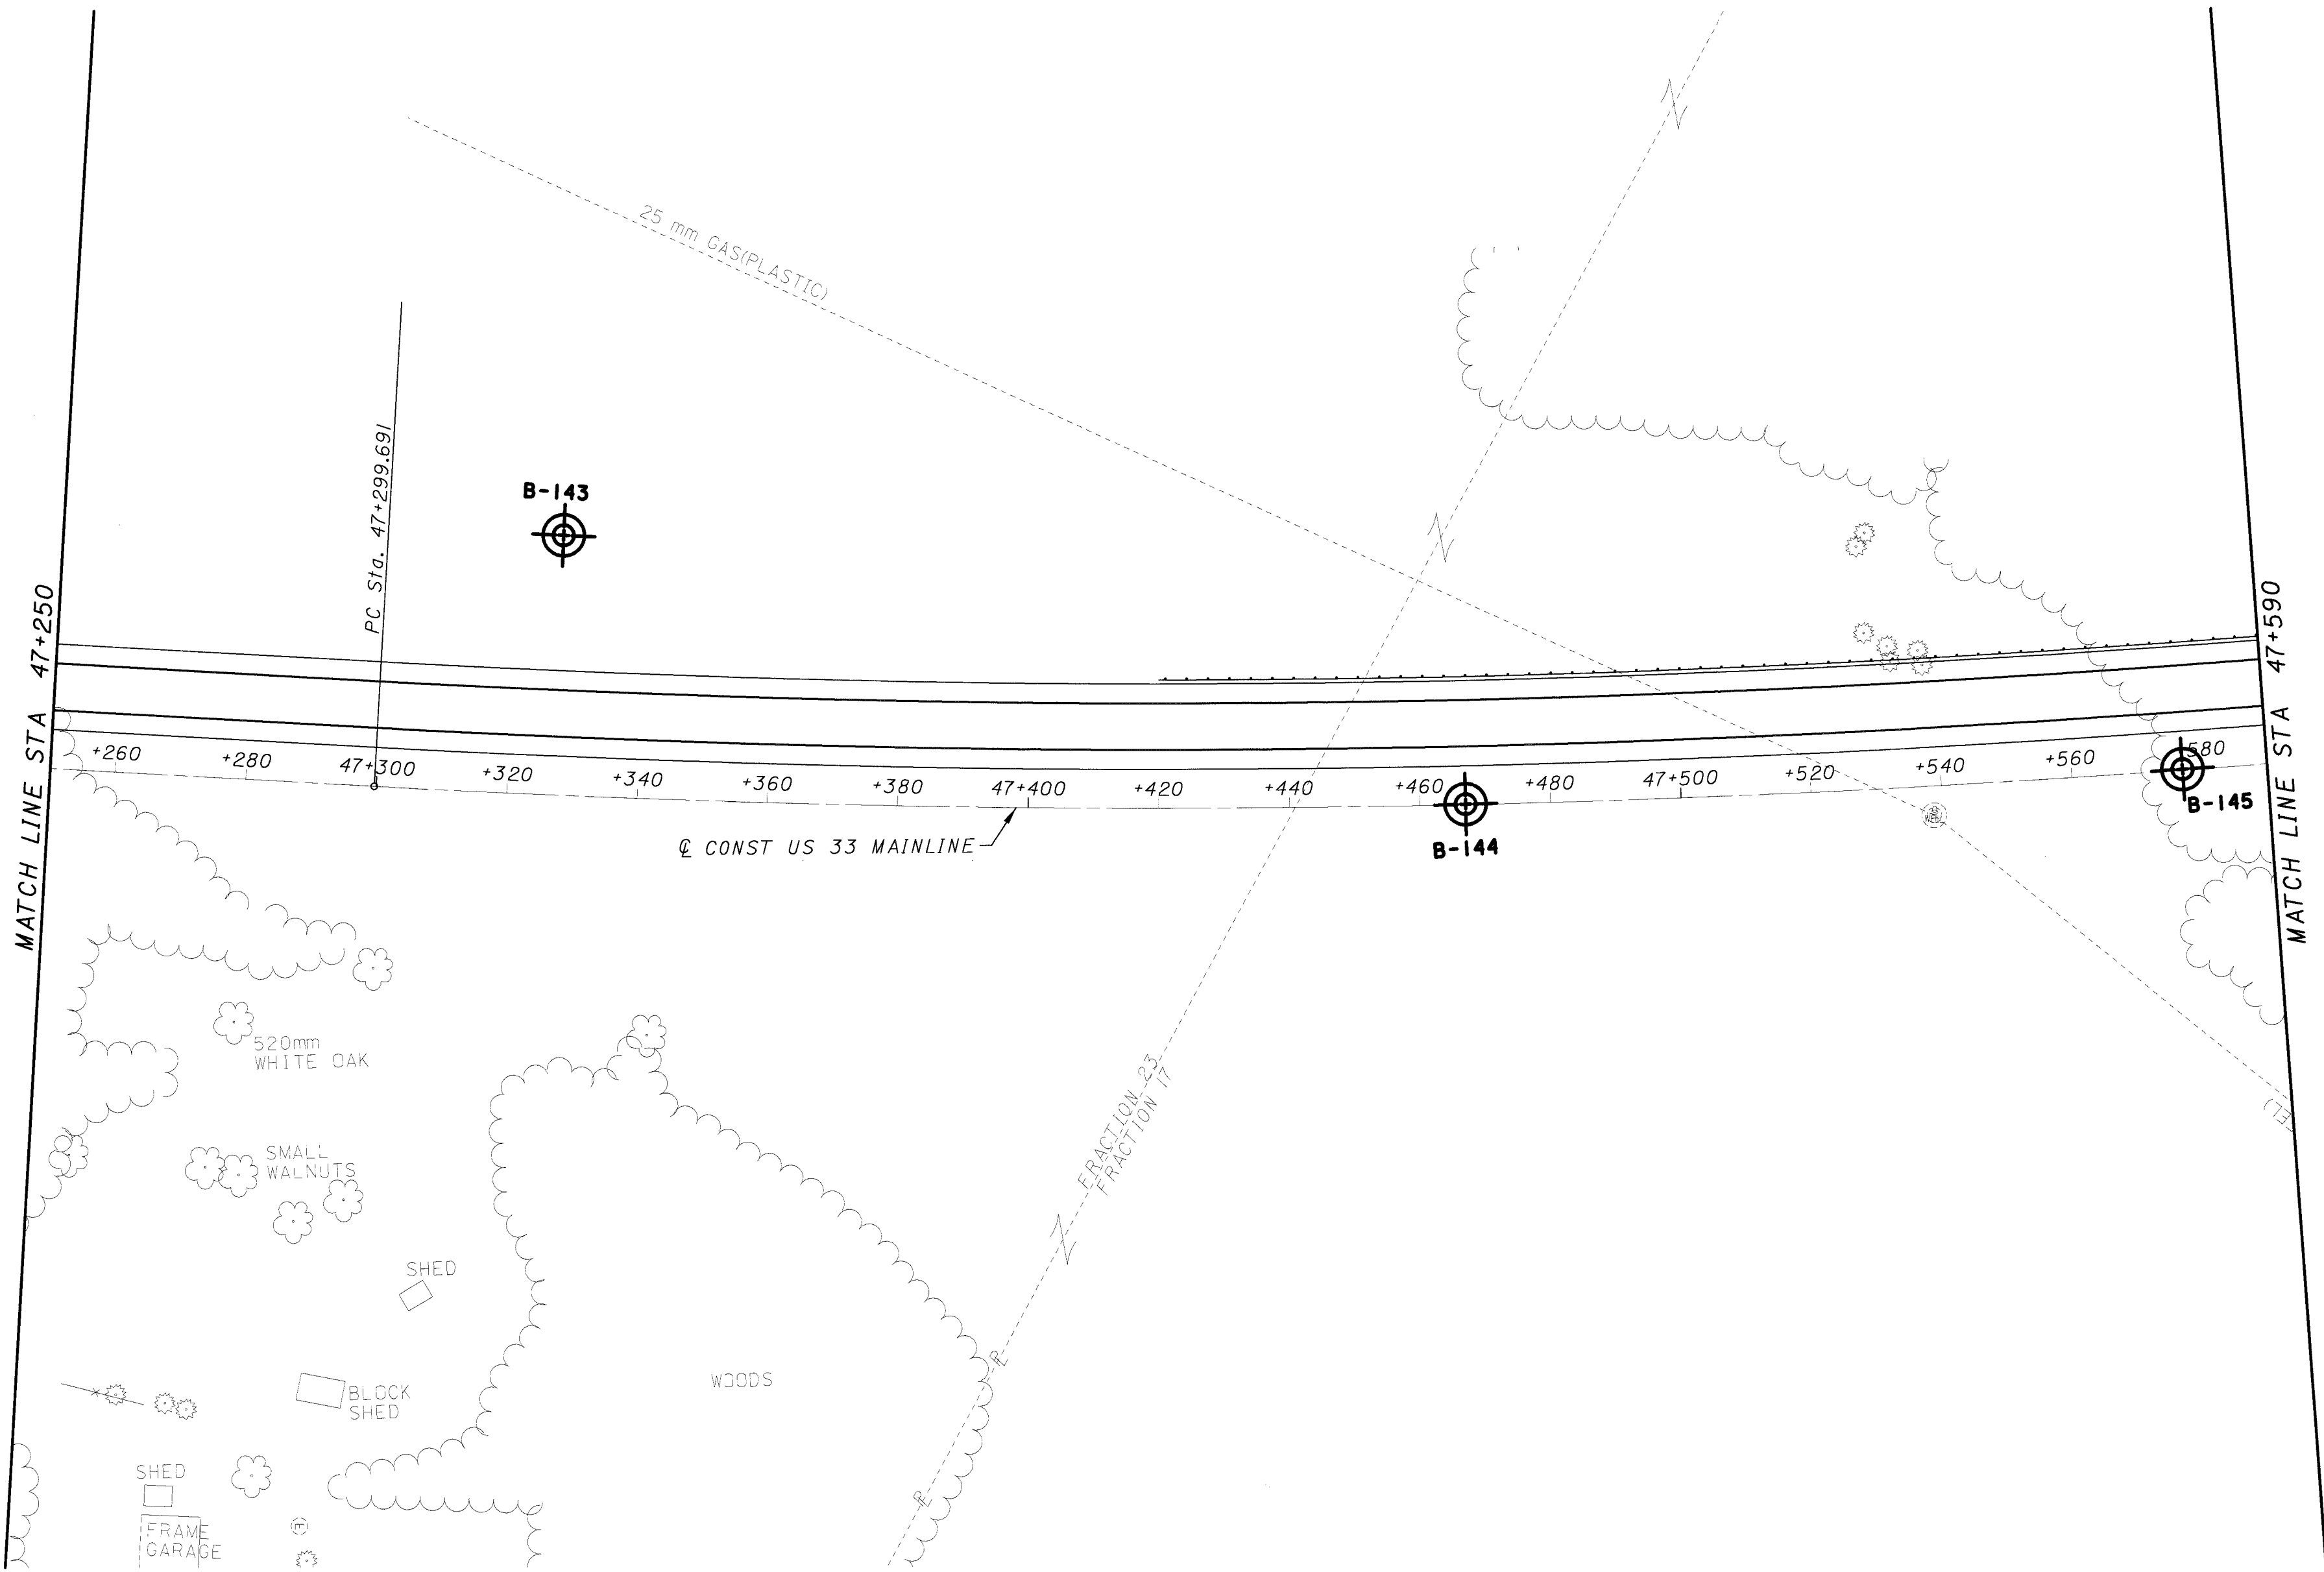 25 mm GAS(PLASTIC)
PC Sta. 47+299.691
B-143
MATCH LINE STA 47+250
MATCH LINE STA 47+590
+260
+280
47+300
+320
+340
+360
+380
47+400
+420
+440
+460
+480
47+500
+520
+540
+560
580
℄ CONST US 33 MAINLINE
B-144
B-145
520mm
WHITE OAK
SMALL
WALNUTS
FRACTION 23
FRACTION 17
SHED
BLOCK
SHED
WOODS
SHED
FRAME
GARAGE
(E)